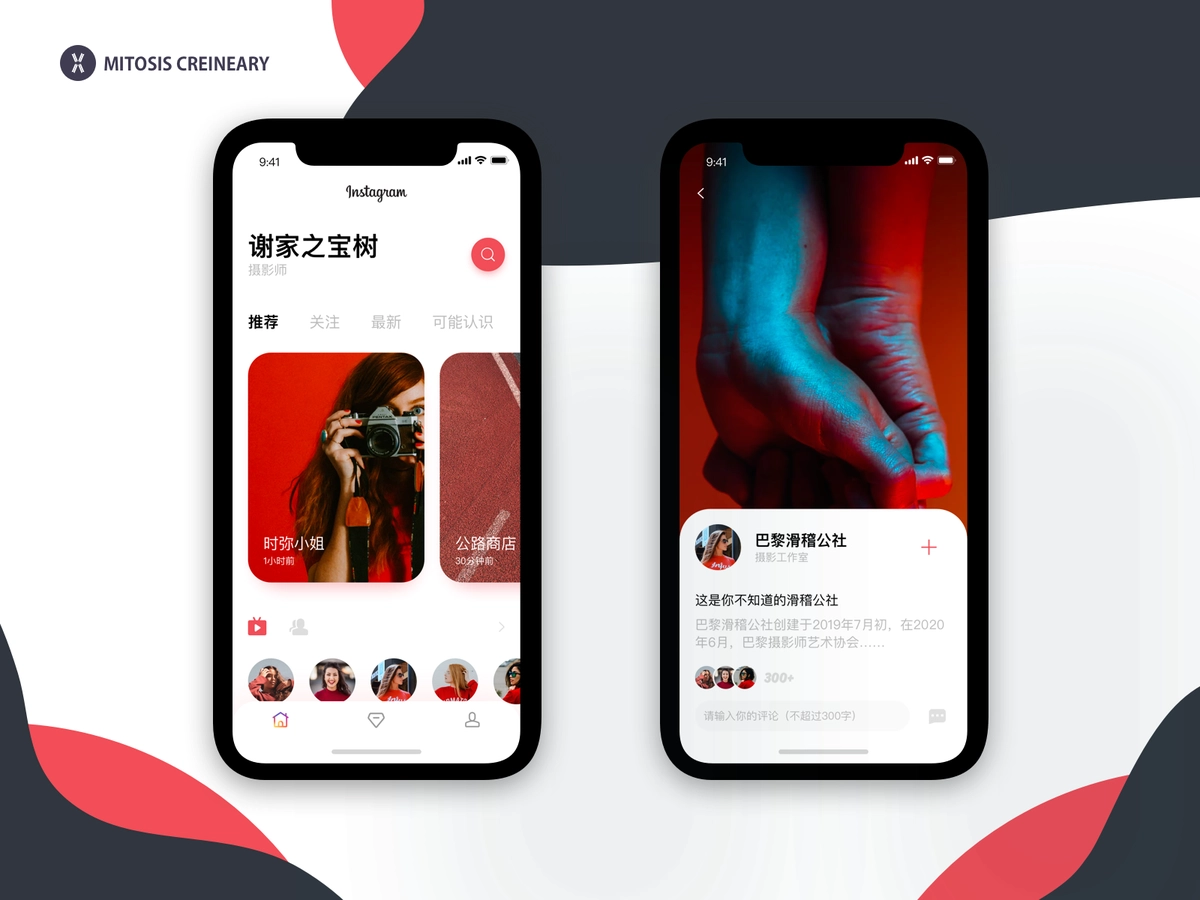 MITOSIS CREINEARY
9:41
Instagram
谢家之宝树
摄影师
推荐 关注 最新 可能认识
时弥小姐
1小时前
公路商店
30分钟前
9:41
巴黎滑稽公社
摄影工作室
这是你不知道的滑稽公社
巴黎滑稽公社创建于2019年7月初，在2020
年6月，巴黎摄影师艺术协会……
300+
请输入你的评论（不超过300字）